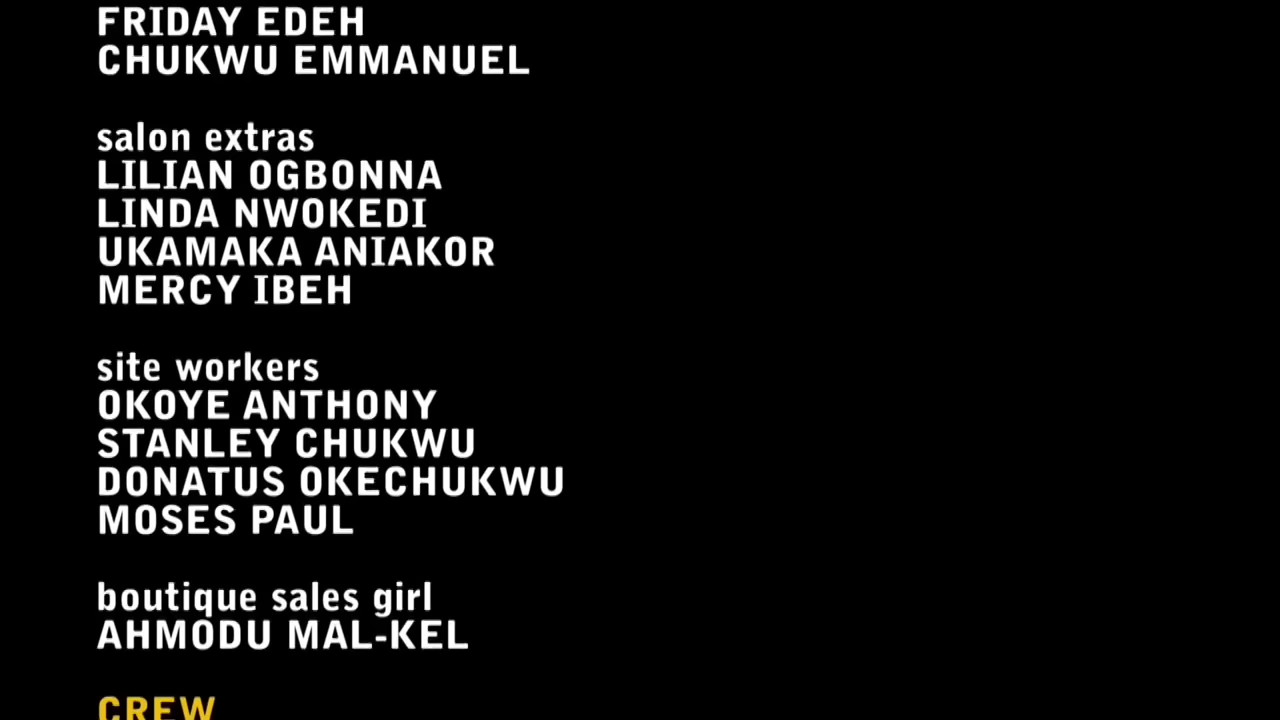 FRIDAY EDEH
CHUKWU EMMANUEL
salon extras
LILIAN OGBONNA
LINDA NWOKEDI
UKAMAKA ANIAKOR
MERCY IBEH
site workers
OKOYE ANTHONY
STANLEY CHUKWU
DONATUS OKECHUKWU
MOSES PAUL
boutique sales girl
AHMODU MAL-KEL
CREW